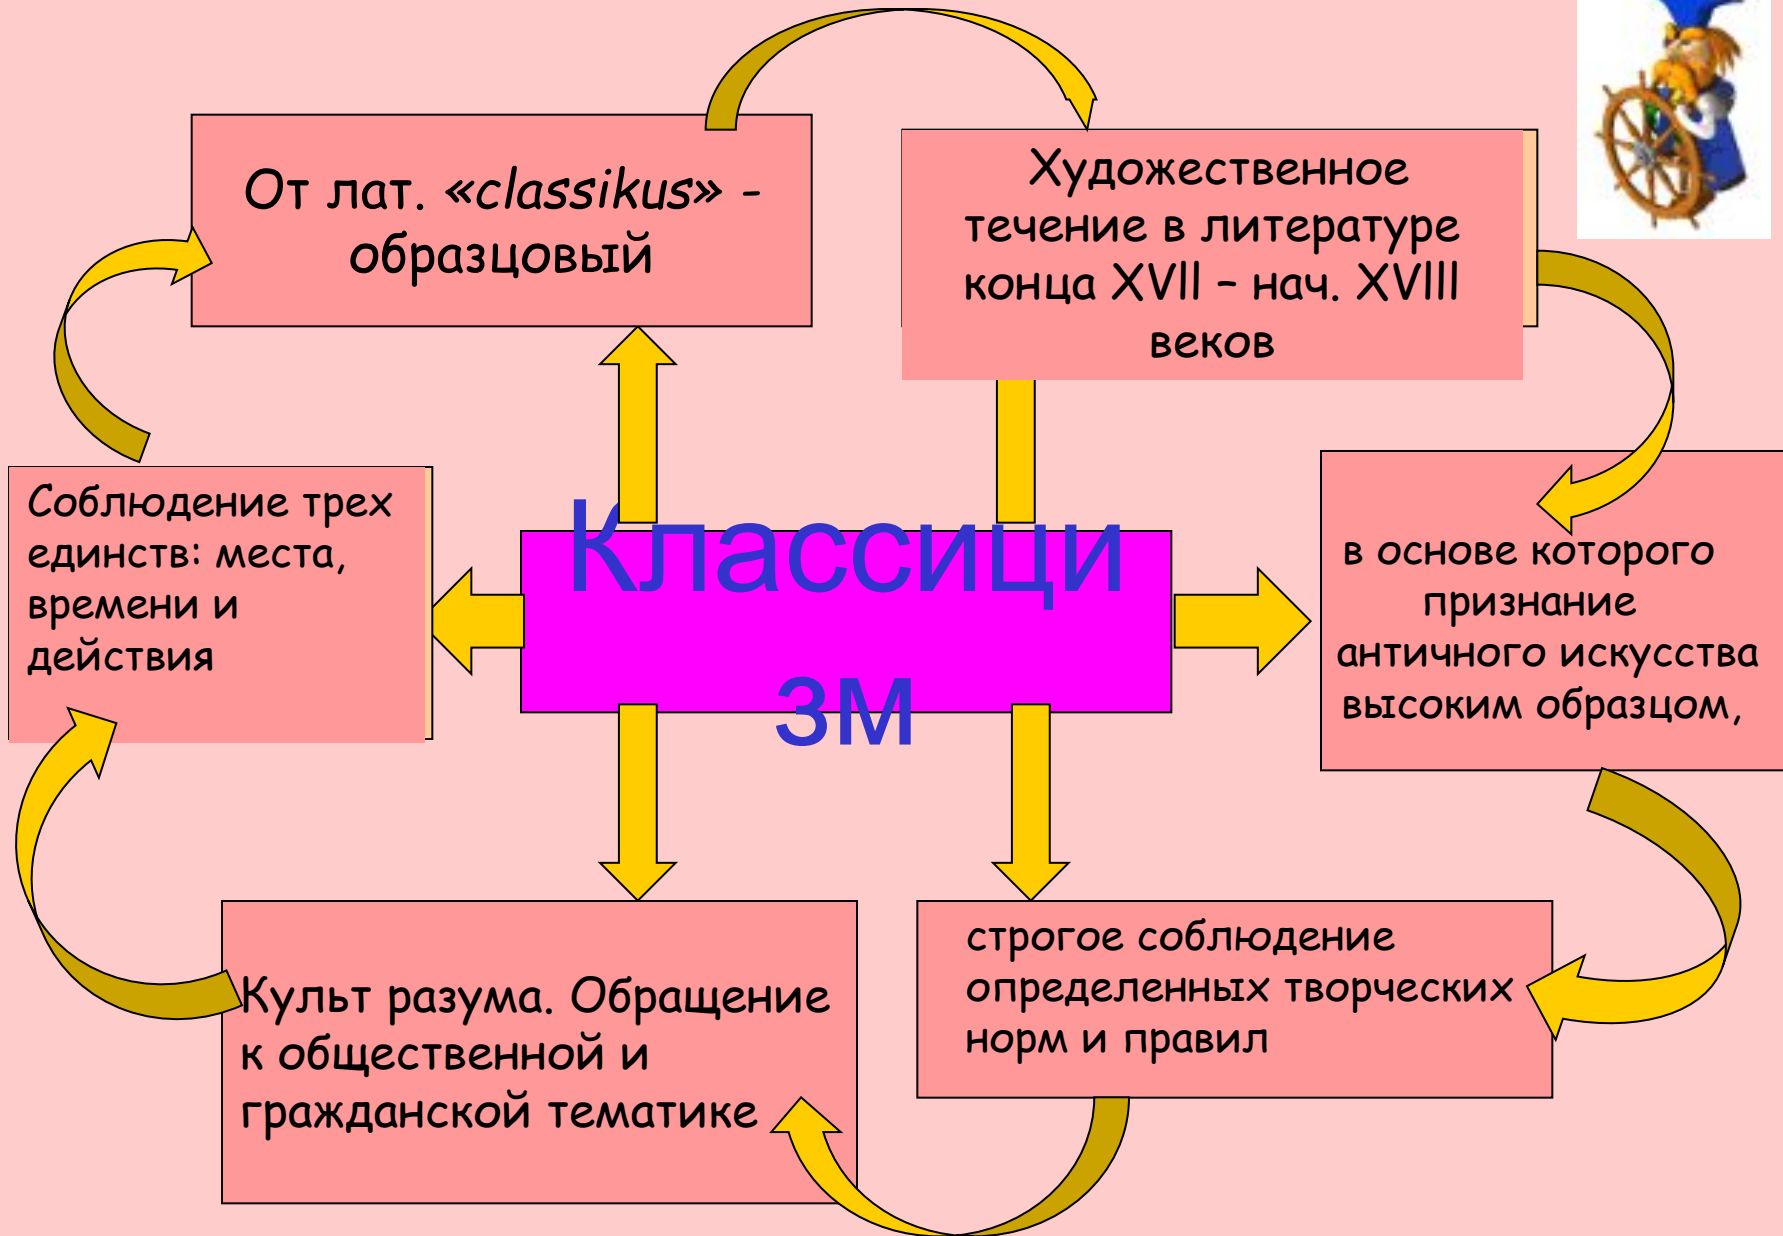 От лат. «classikus» -
образцовый
Художественное
течение в литературе
конца XVII – нач. XVIII
веков
в основе которого
признание
античного искусства
высоким образцом,
строгое соблюдение
определенных творческих
норм и правил
Культ разума. Обращение
к общественной и
гражданской тематике
Соблюдение трех
единств: места,
времени и
действия
Классици
зм